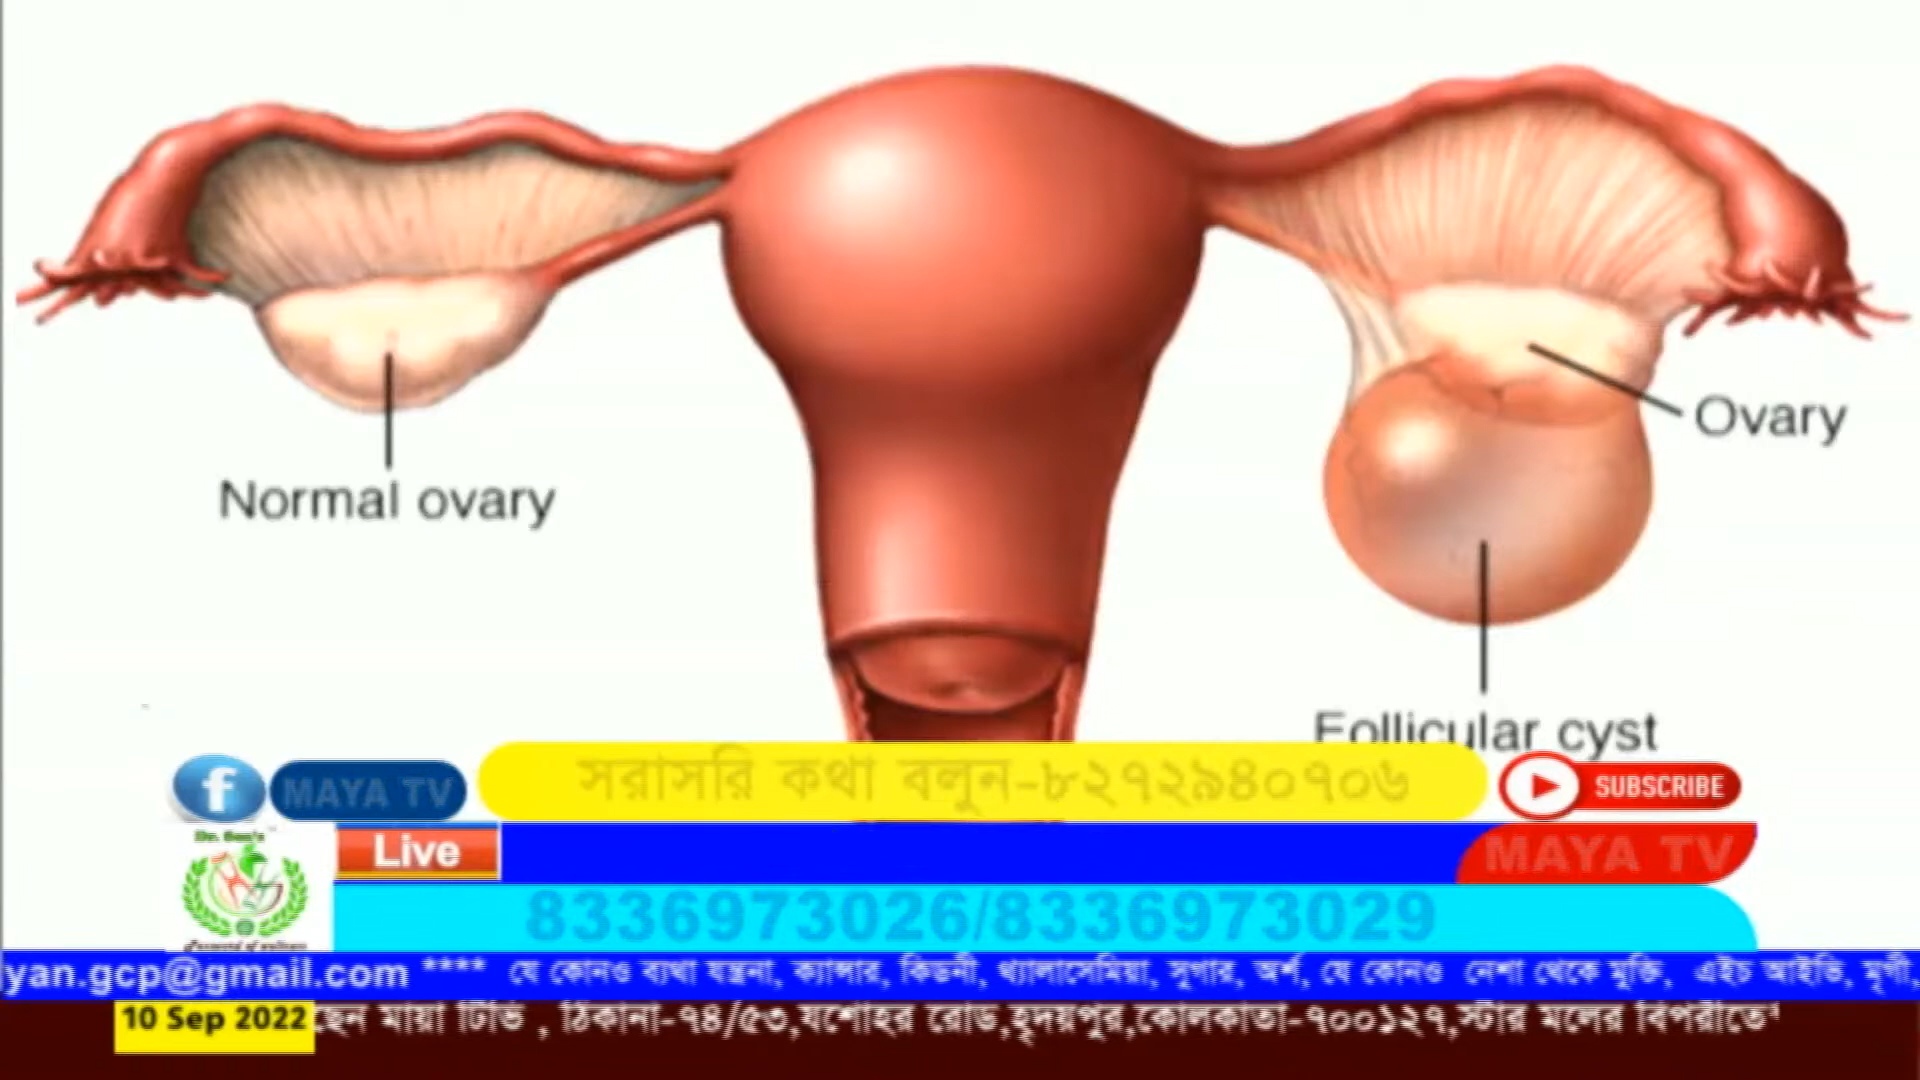 Normal ovary
Ovary
Follicular cyst
f
MAYA TV
সরাসরি কথা বলুন-৮২৭২৯৪০৭০৬
SUBSCRIBE
Live
MAYA TV
8336973026/8336973029
yan.gcp@gmail.com **** যে কোনও ব্যথা যন্ত্রনা, ক্যান্সার, কিডনী, থ্যালাসেমিয়া, সুগার, অর্শ, যে কোনও নেশা থেকে মুক্তি, এইচ আইভি, মৃগী,
10 Sep 2022
ছেন মায়া টিভি , ঠিকানা-৭৪/৫৩,যশোহর রোড,হৃদয়পুর,কোলকাতা-৭০০১২৭,স্টার মলের বিপরীতে